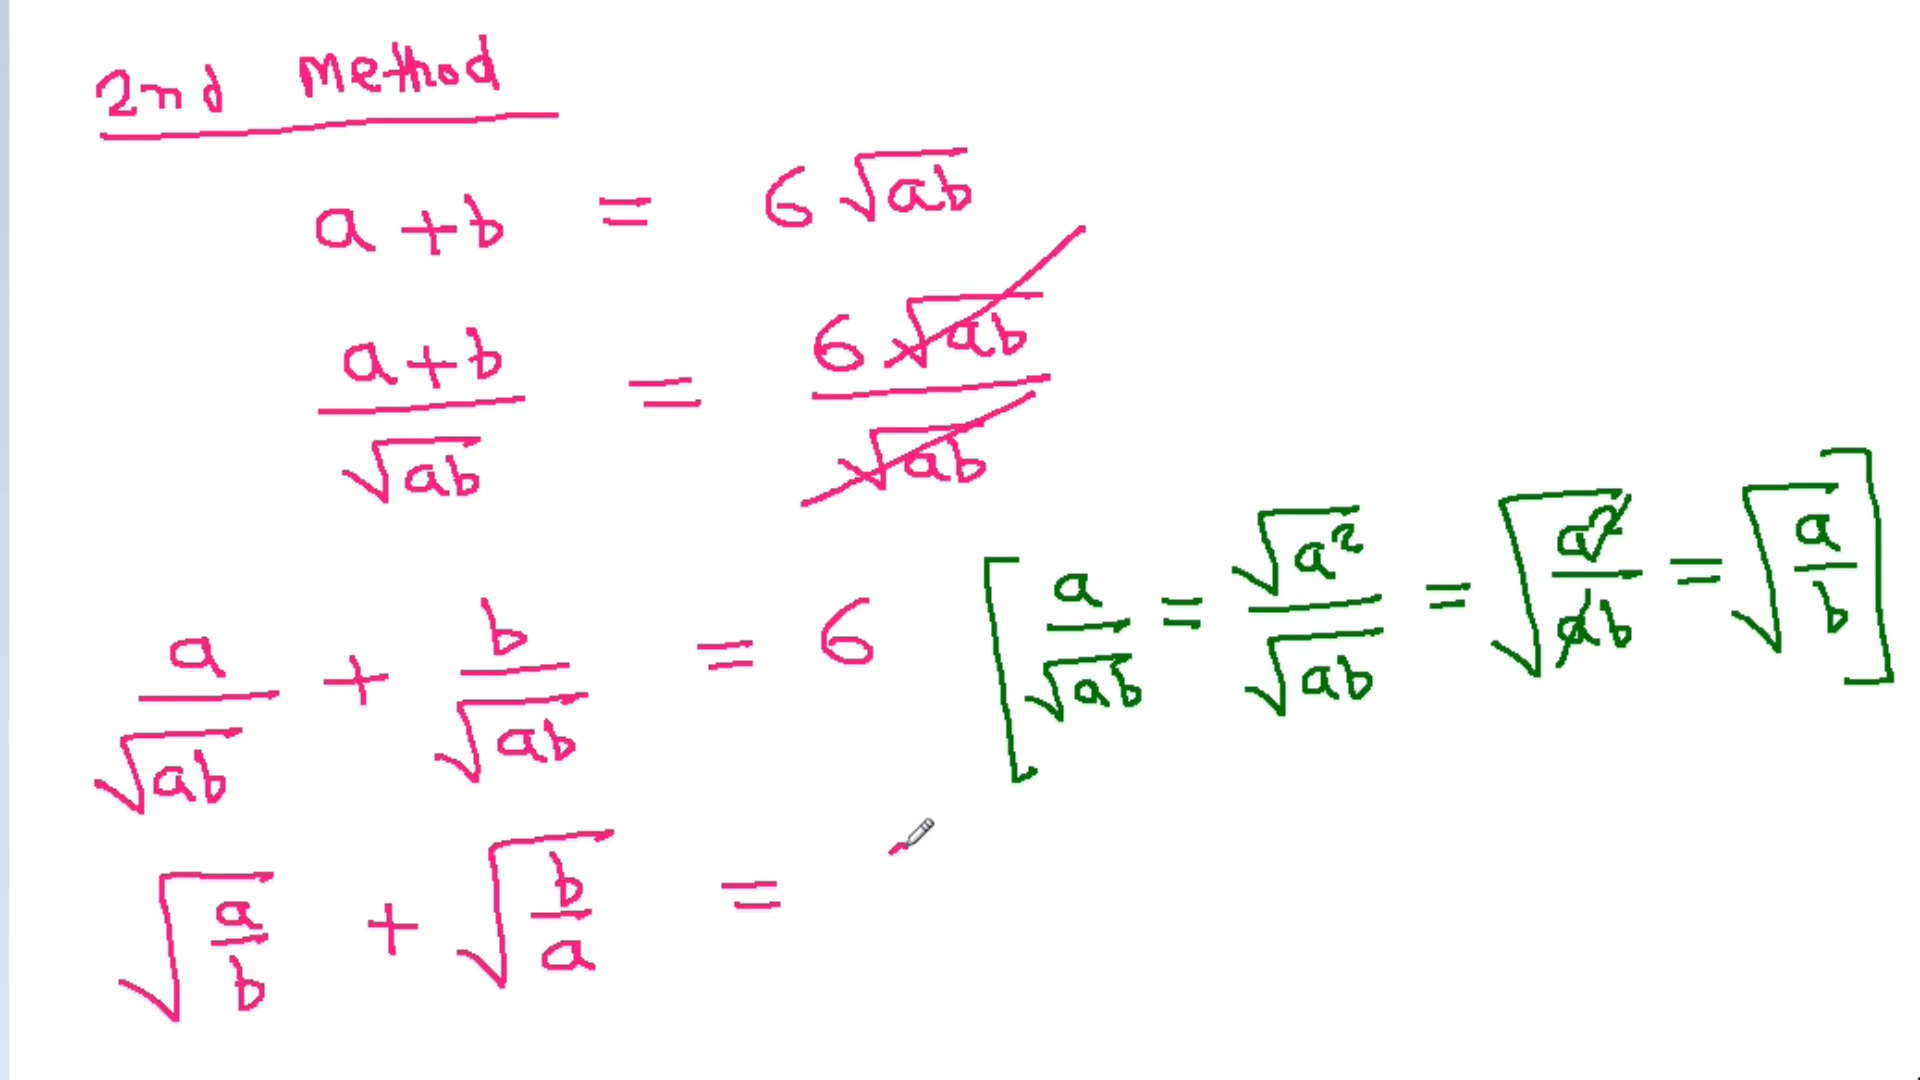 2nd Method
a + b = 6√ab
(a + b)/√ab = 6√ab/√ab
a/√ab + b/√ab = 6 [a/√ab = √a²/√ab = √(a²/ab) = √(a/b)]
√(a/b) + √(b/a) =